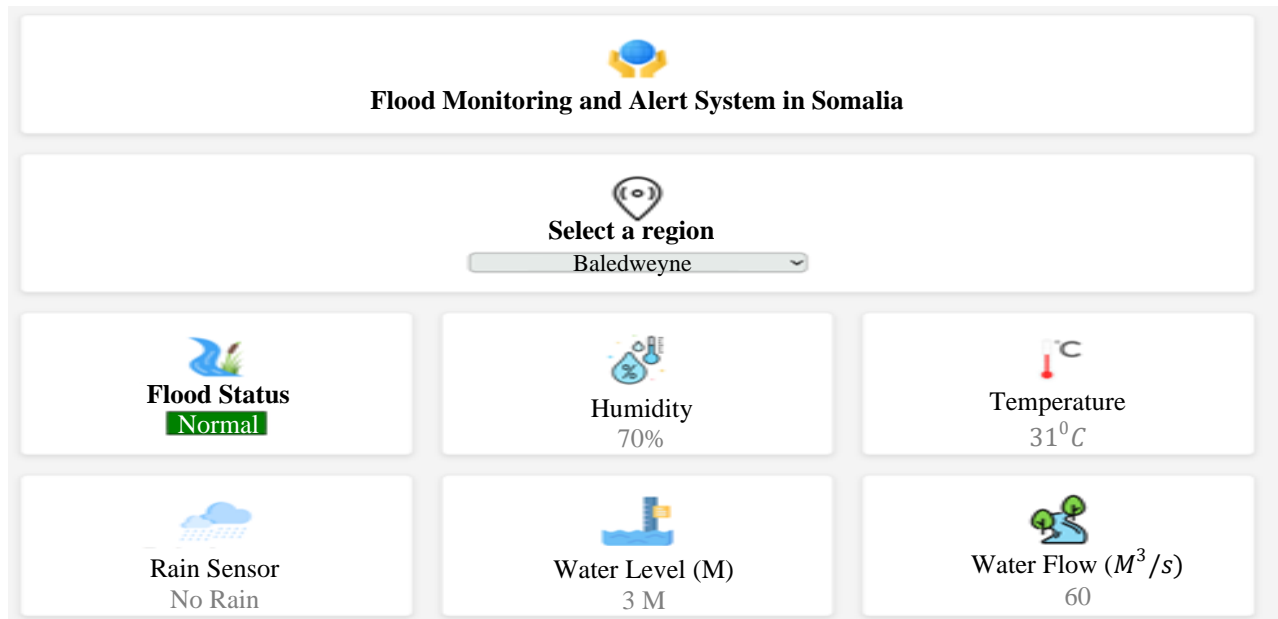 Flood Monitoring and Alert System in Somalia
Select a region
Baledweyne
Flood Status
Normal
%
Humidity
70%
°C
Temperature
31⁰C
Rain Sensor
No Rain
Water Level (M)
3 M
Water Flow (M³/s)
60